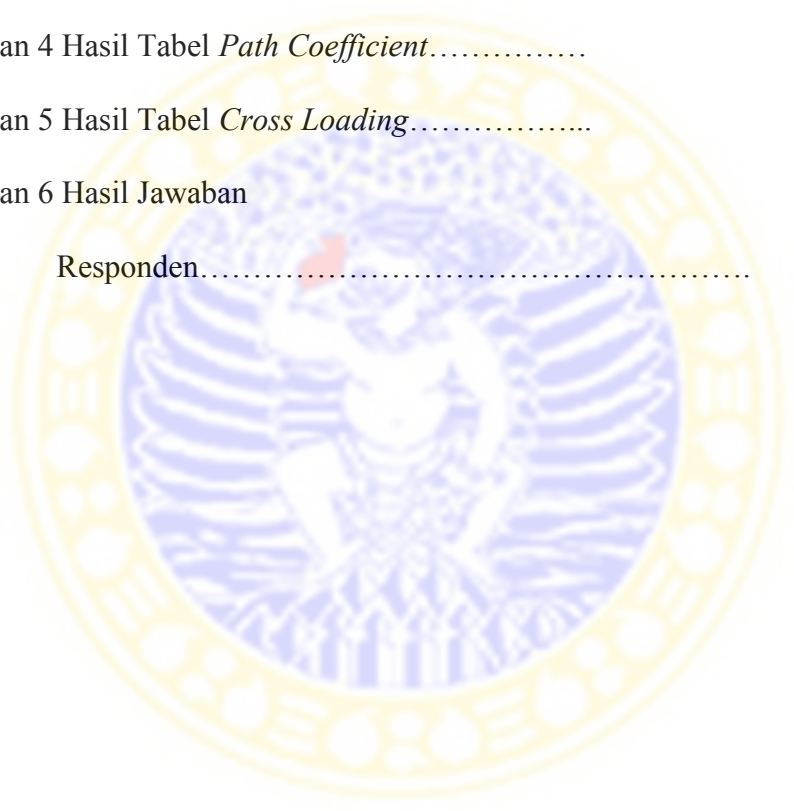 an 4 Hasil Tabel Path Coefficient……………
an 5 Hasil Tabel Cross Loading……………...
an 6 Hasil Jawaban
Responden…………………………………………….